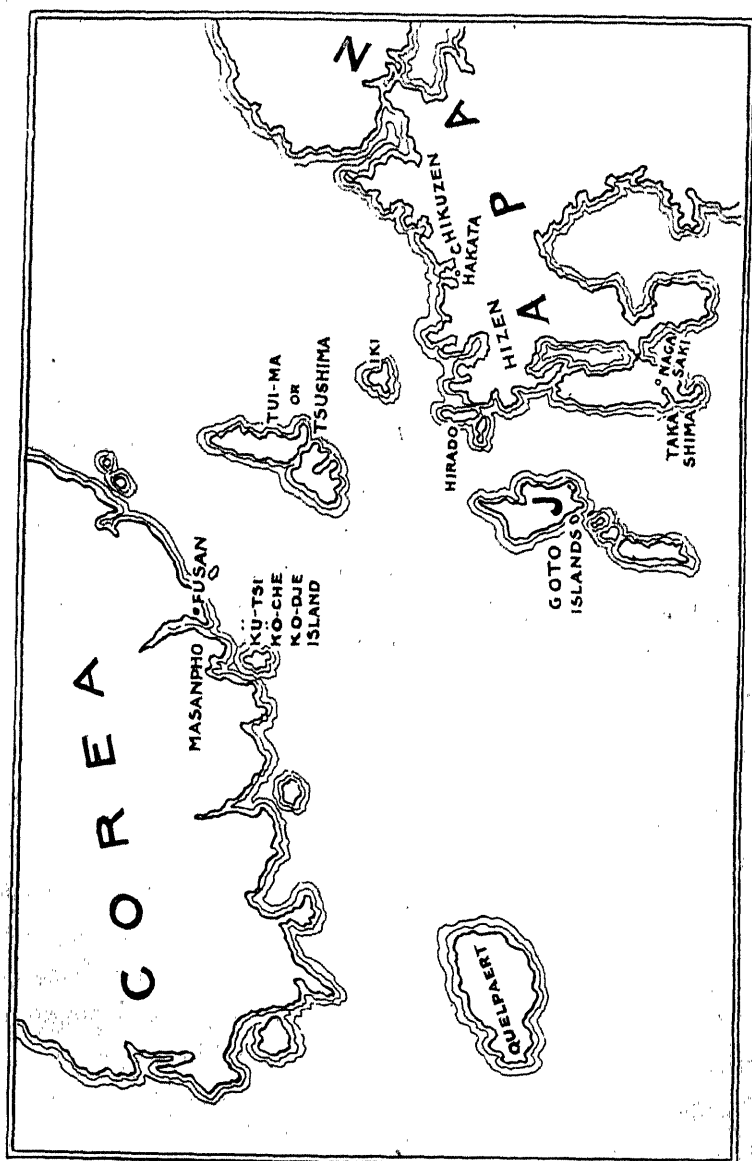 COREA
MASANPHO
FUSAN
KU-TSI
KO-CHE
KO-DJE
ISLAND
TUI-MA
OR
TSUSHIMA
IKI
QUELPAERT
GOTO
ISLANDS
JAPAN
HIRADO
HIZEN
CHIKUZEN
HAKATA
NAGA
SAKI
TAKA
SHIMA